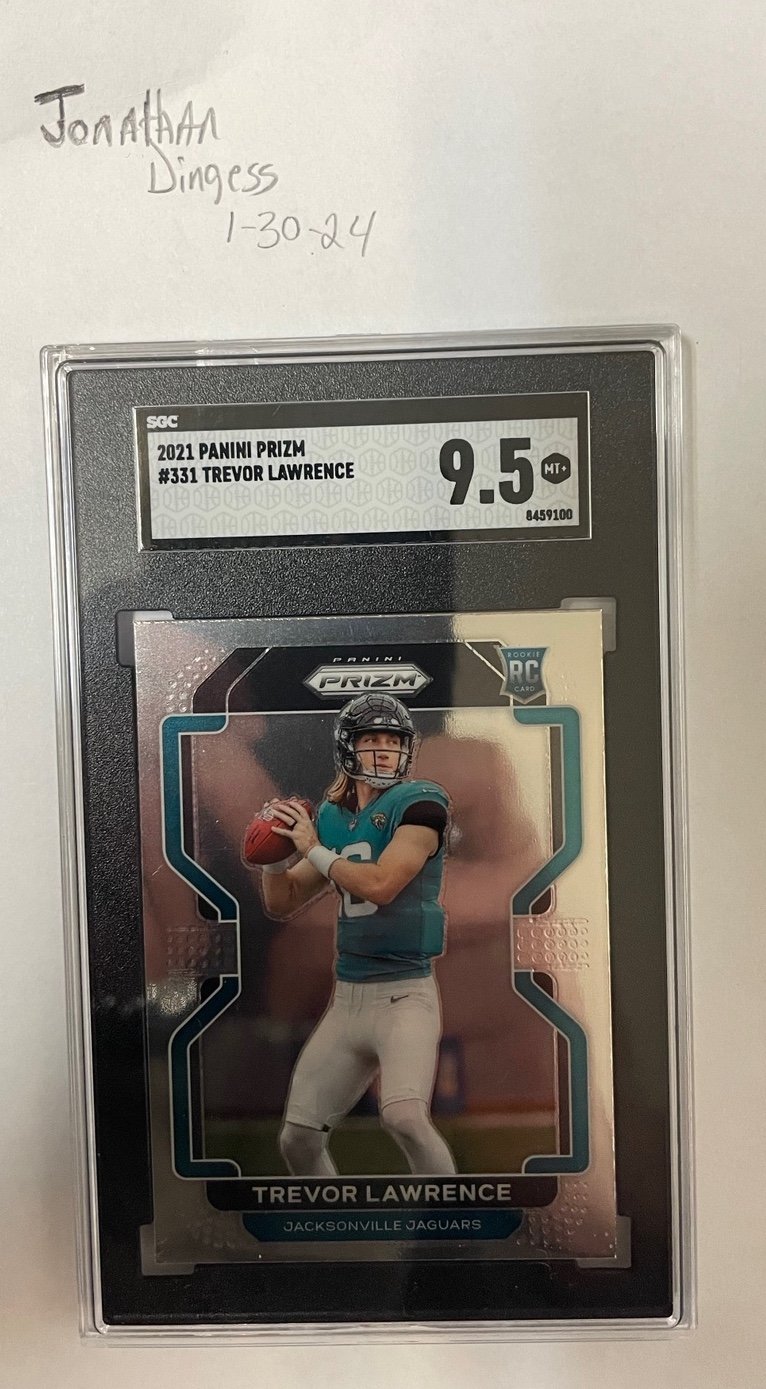 Jonathan
Dingess
1-30-24
SGC
2021 PANINI PRIZM
#331 TREVOR LAWRENCE
9.5 MT+
8459100
PANINI
PRIZM
ROOKIE
RC
CARD
TREVOR LAWRENCE
JACKSONVILLE JAGUARS